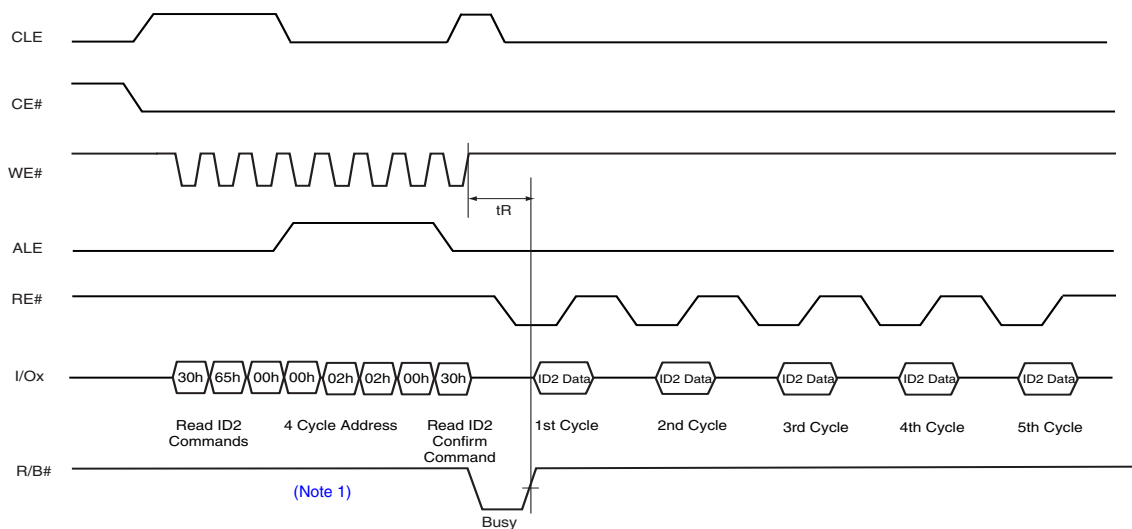 CLE
CE#
WE#
tR
ALE
RE#
I/Ox
30h 65h 00h 00h 02h 02h 00h 30h ID2 Data ID2 Data ID2 Data ID2 Data ID2 Data
Read ID2 Commands
4 Cycle Address
Read ID2 Confirm Command
1st Cycle
2nd Cycle
3rd Cycle
4th Cycle
5th Cycle
R/B#
(Note 1)
Busy